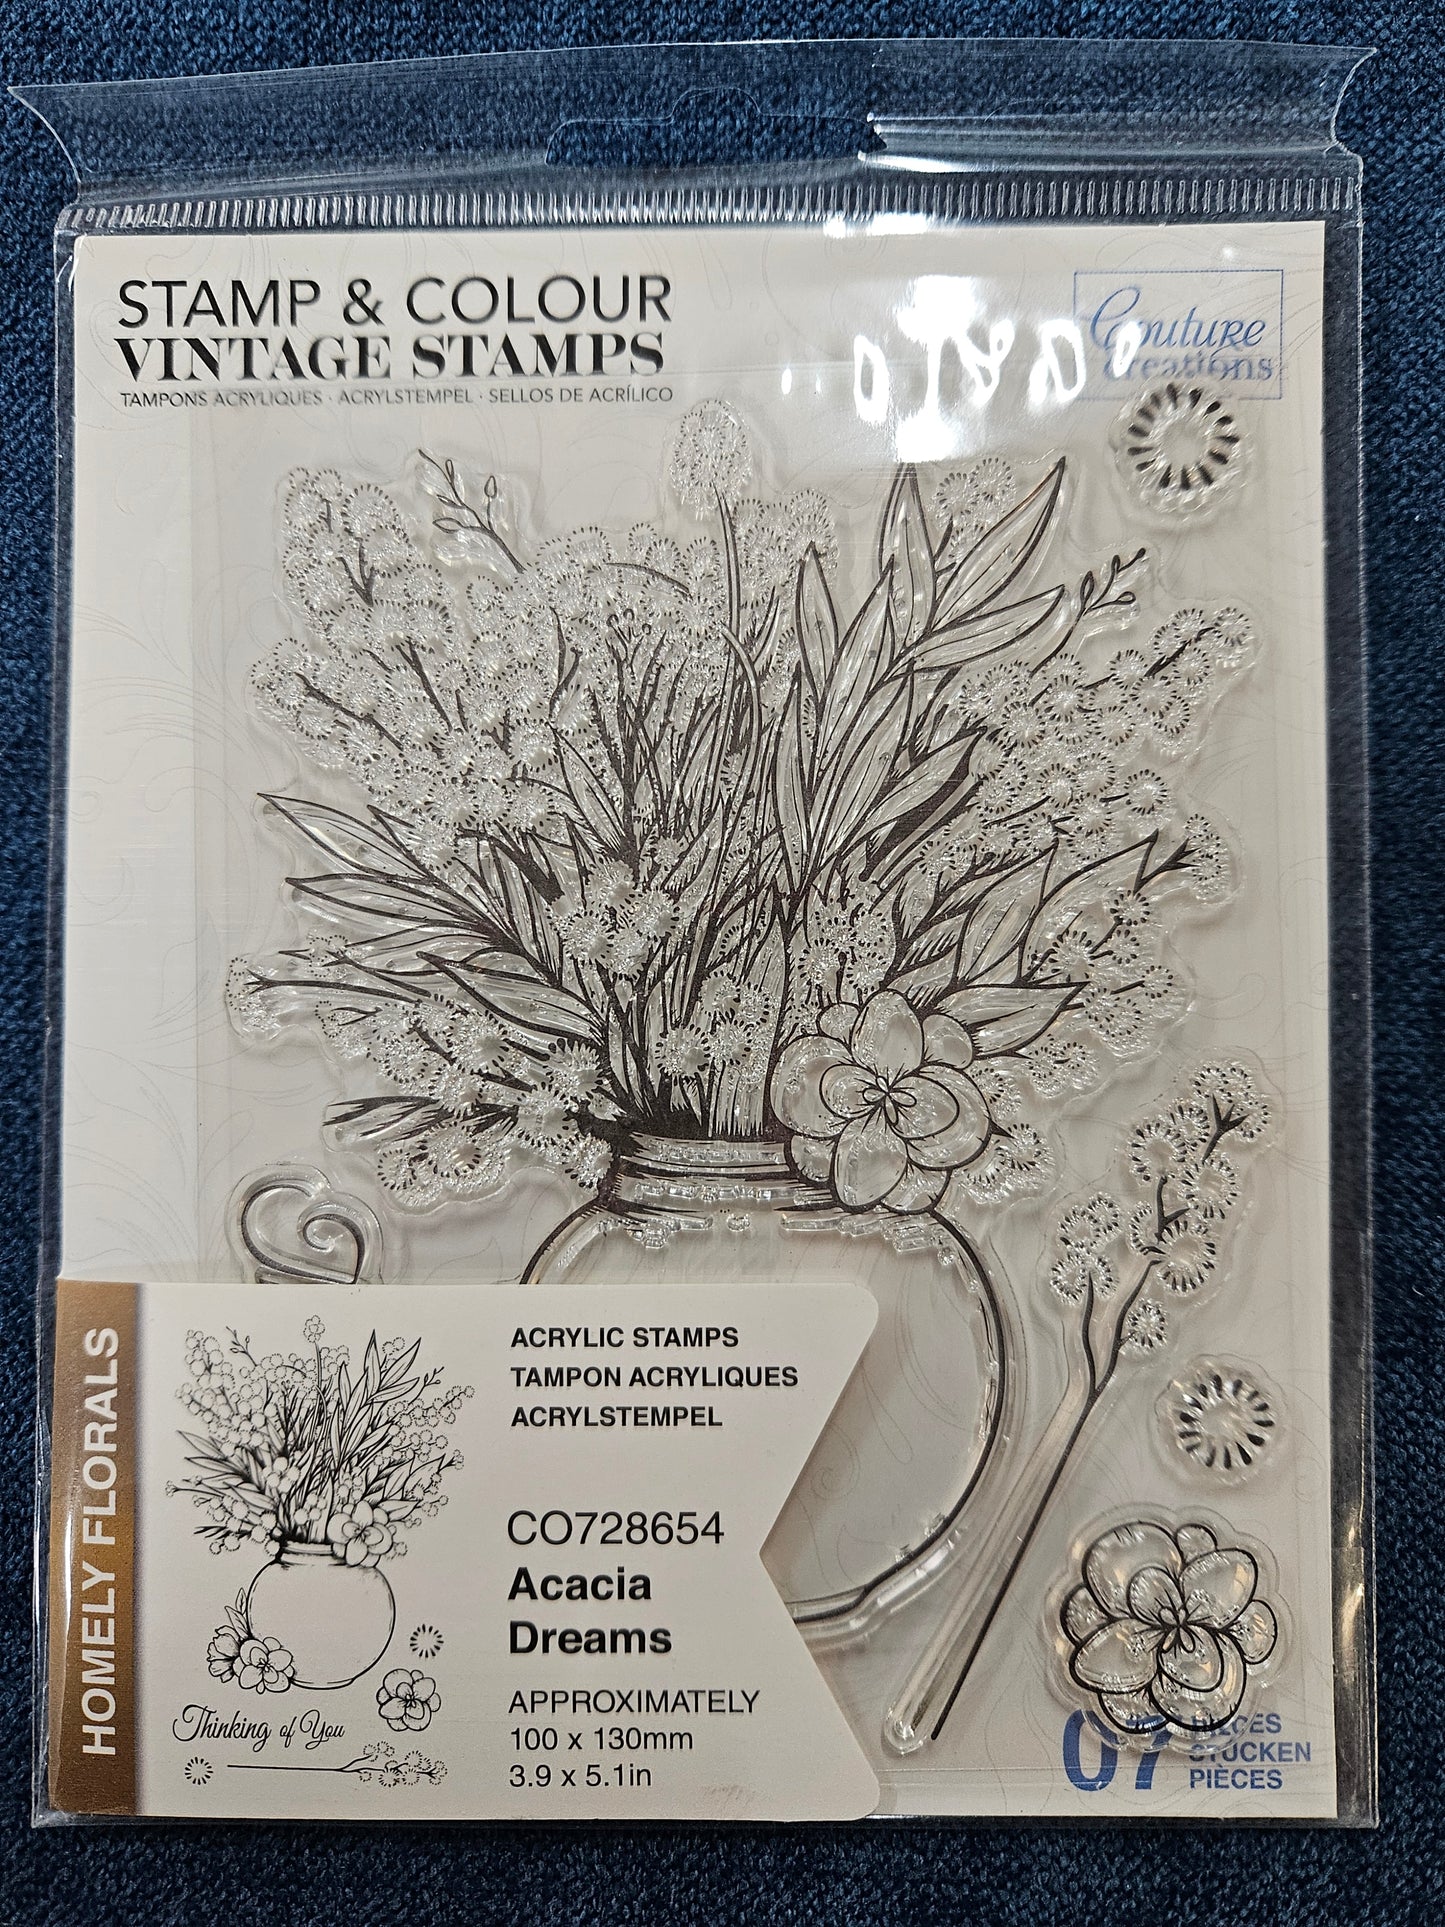 STAMP & COLOUR
VINTAGE STAMPS
TAMPONS ACRYLIQUES · ACRYLSTEMPEL · SELLOS DE ACRÍLICO
Couture
Creations
HOMELY FLORALS
Thinking of You
ACRYLIC STAMPS
TAMPON ACRYLIQUES
ACRYLSTEMPEL
CO728654
Acacia
Dreams
APPROXIMATELY
100 x 130mm
3.9 x 5.1in
07
PIECES
STÜCKEN
PIÈCES